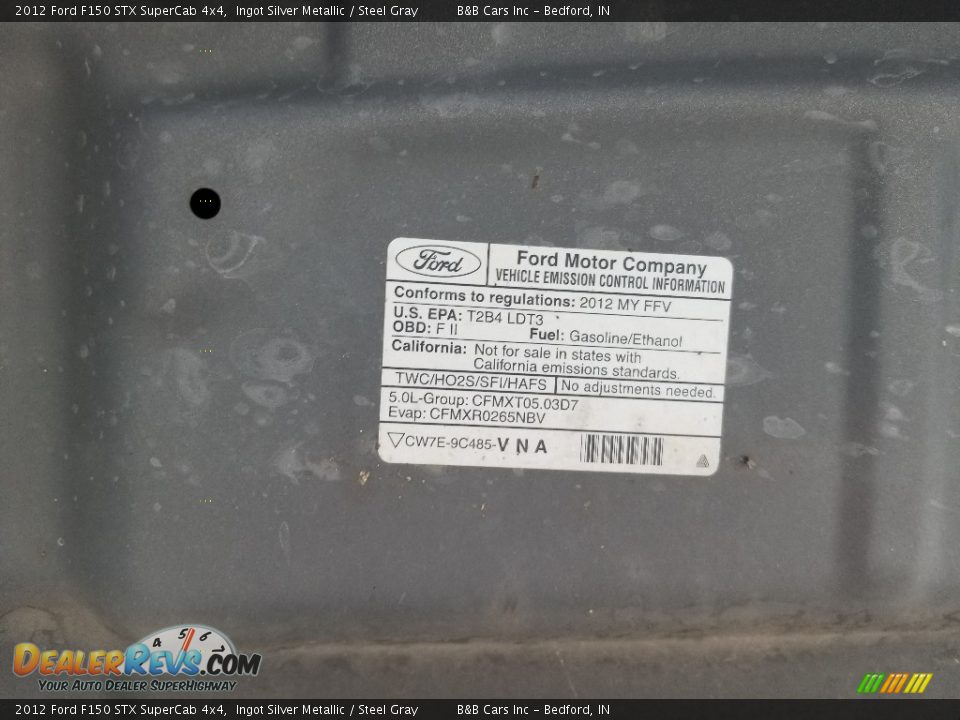 2012 Ford F150 STX SuperCab 4x4, Ingot Silver Metallic / Steel Gray B&B Cars Inc - Bedford, IN
Ford
Ford Motor Company
VEHICLE EMISSION CONTROL INFORMATION
Conforms to regulations: 2012 MY FFV
U.S. EPA: T2B4 LDT3
OBD: F II Fuel: Gasoline/Ethanol
California: Not for sale in states with
California emissions standards.
TWC/HO2S/SFI/HAFS No adjustments needed.
5.0L-Group: CFMXT05.03D7
Evap: CFMXR0265NBV
CW7E-9C485-VNA
4 5 6
DEALERREVS.COM
YOUR AUTO DEALER SUPERHIGHWAY
2012 Ford F150 STX SuperCab 4x4, Ingot Silver Metallic / Steel Gray B&B Cars Inc - Bedford, IN